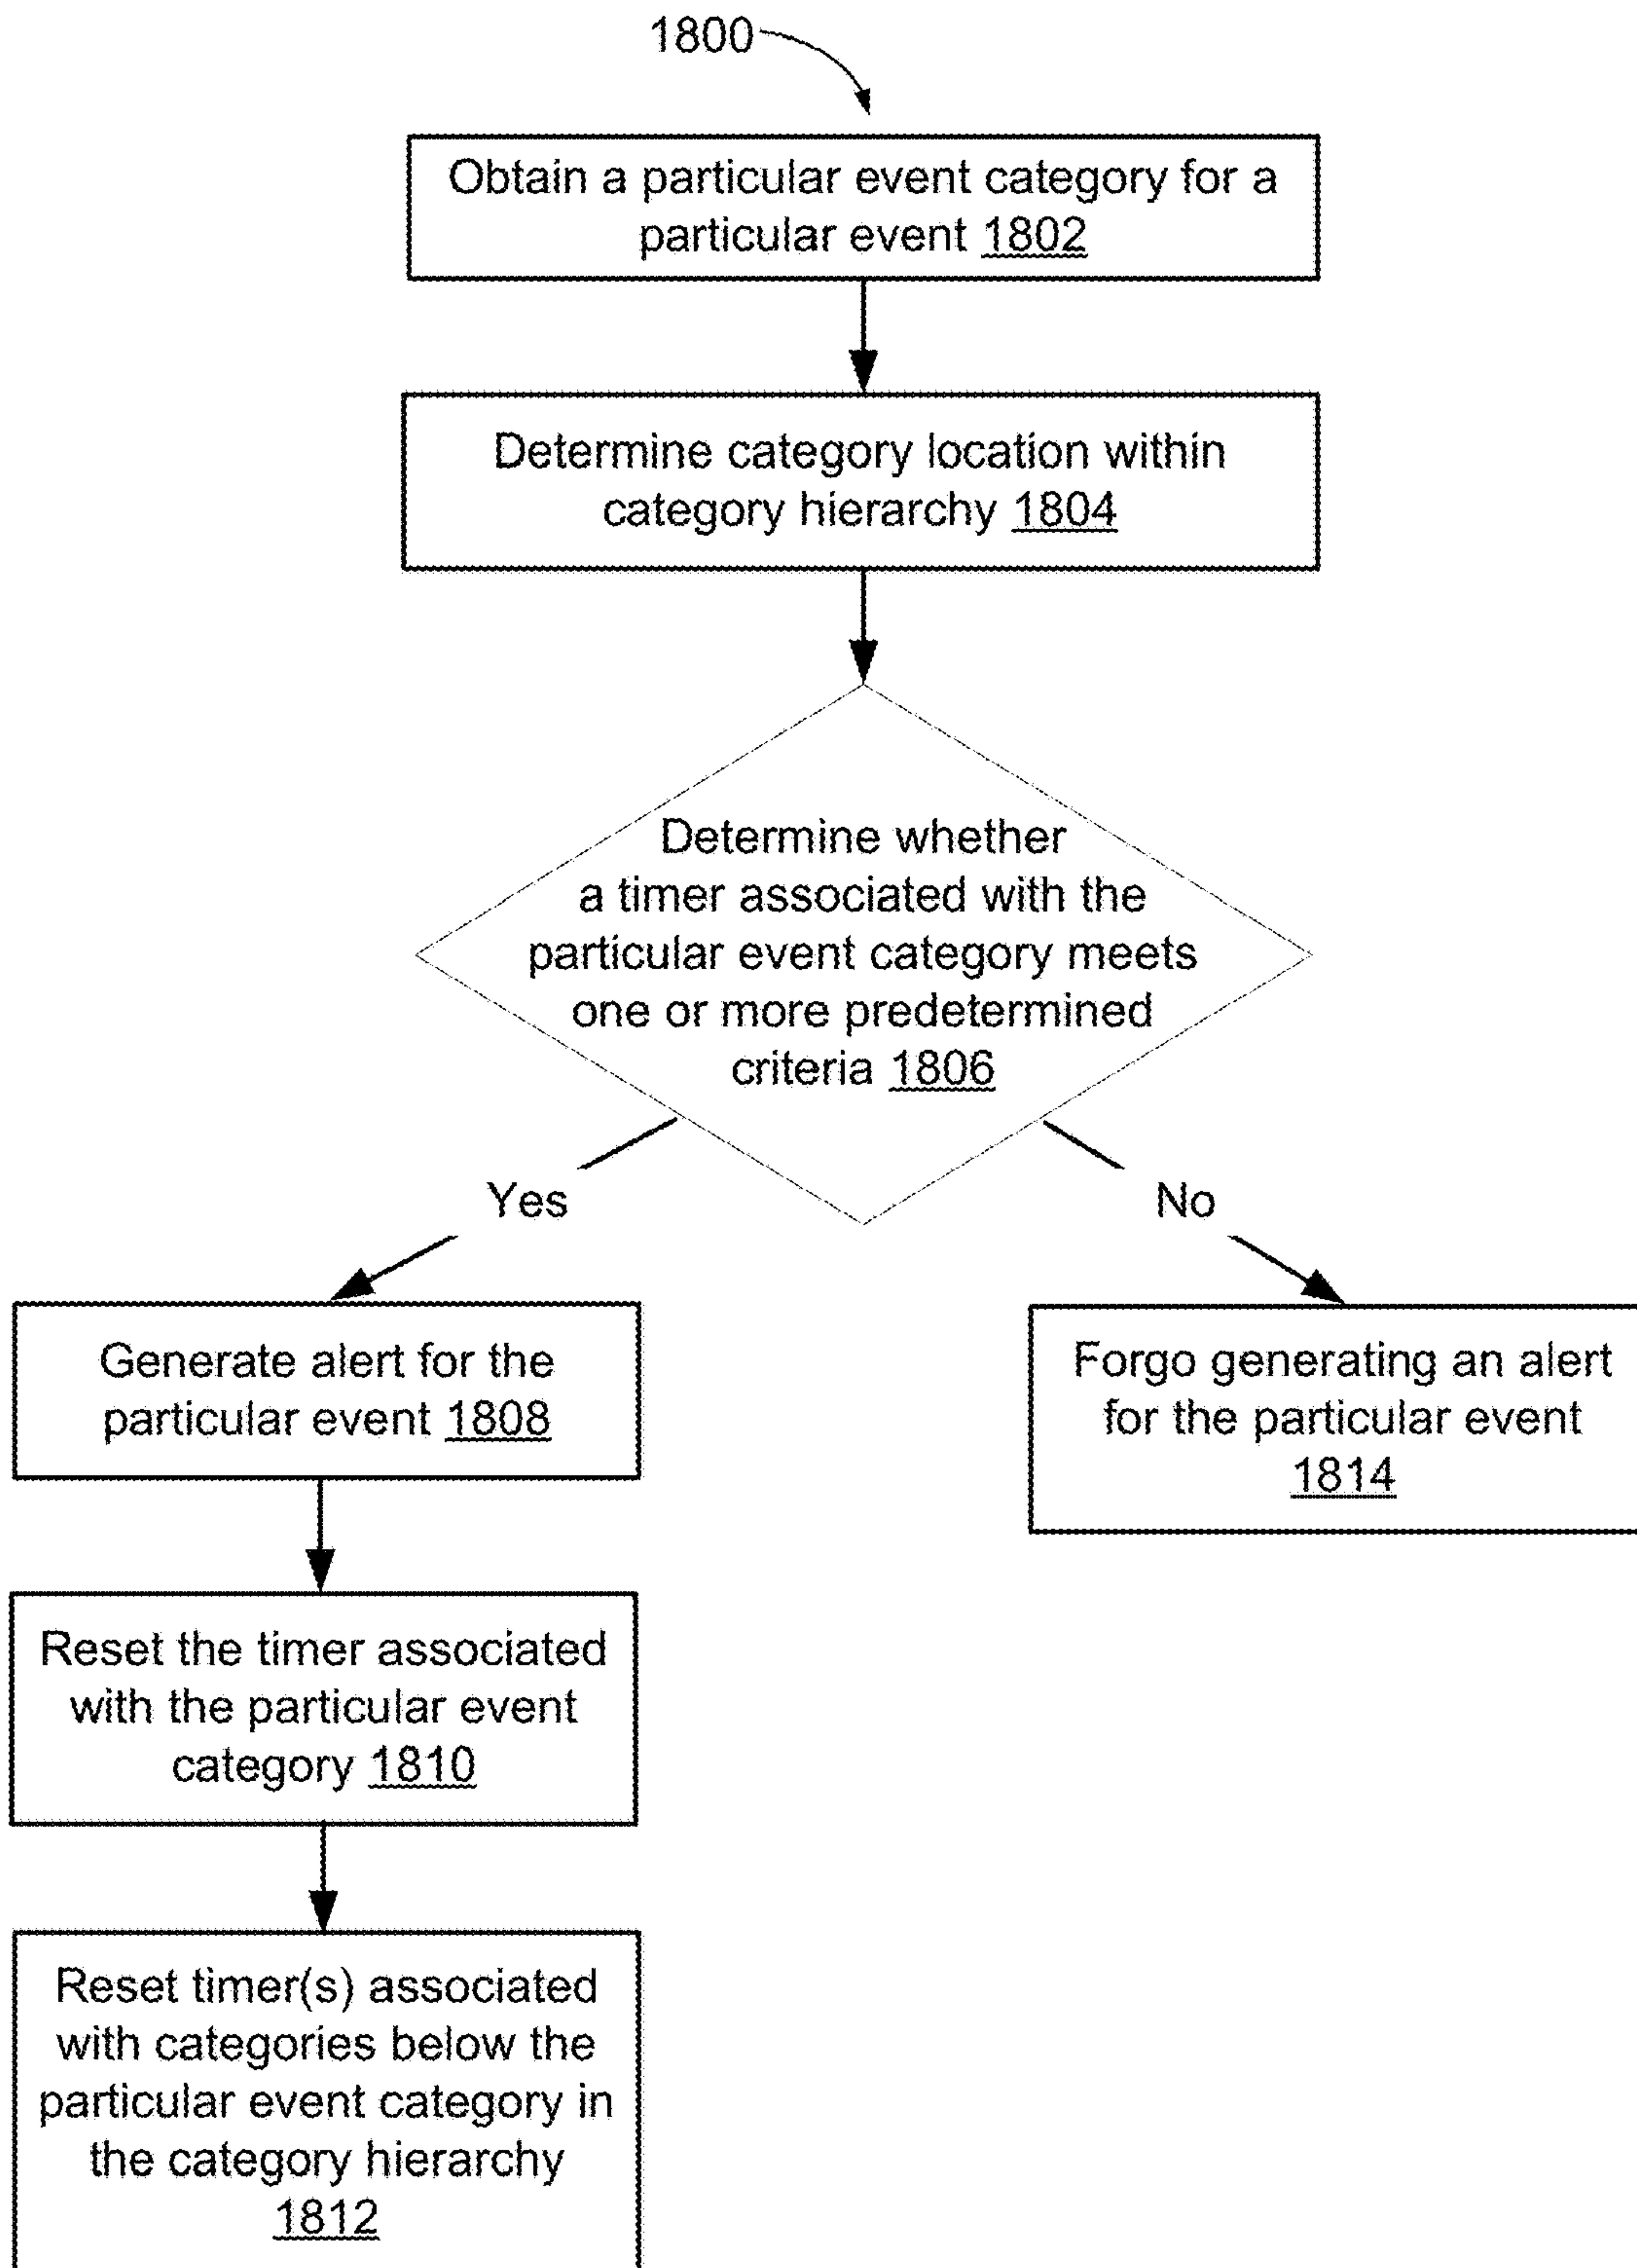 1800
Obtain a particular event category for a
particular event 1802
Determine category location within
category hierarchy 1804
Determine whether
a timer associated with the
particular event category meets
one or more predetermined
criteria 1806
Yes
No
Generate alert for the
particular event 1808
Forgo generating an alert
for the particular event
1814
Reset the timer associated
with the particular event
category 1810
Reset timer(s) associated
with categories below the
particular event category in
the category hierarchy
1812